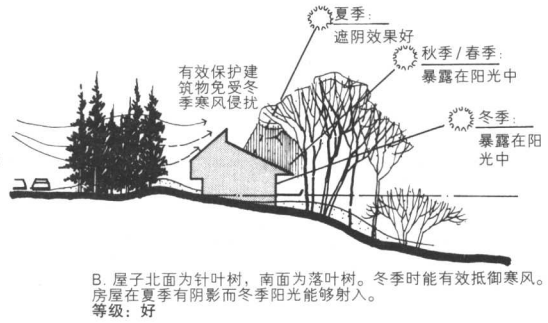 夏季：
遮阴效果好
秋季/春季：
暴露在阳光中
有效保护建
筑物免受冬
季寒风侵扰
冬季：
暴露在阳
光中
B. 屋子北面为针叶树，南面为落叶树。冬季时能有效抵御寒风。
房屋在夏季有阴影而冬季阳光能够射入。
等级：好